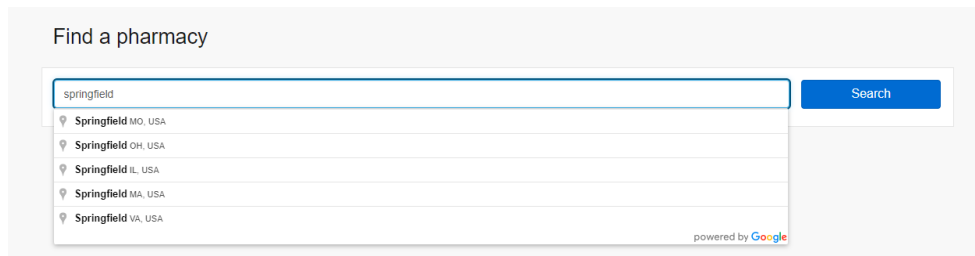 Find a pharmacy
springfield
Search
Springfield MO, USA
Springfield OH, USA
Springfield IL, USA
Springfield MA, USA
Springfield VA, USA
powered by Google